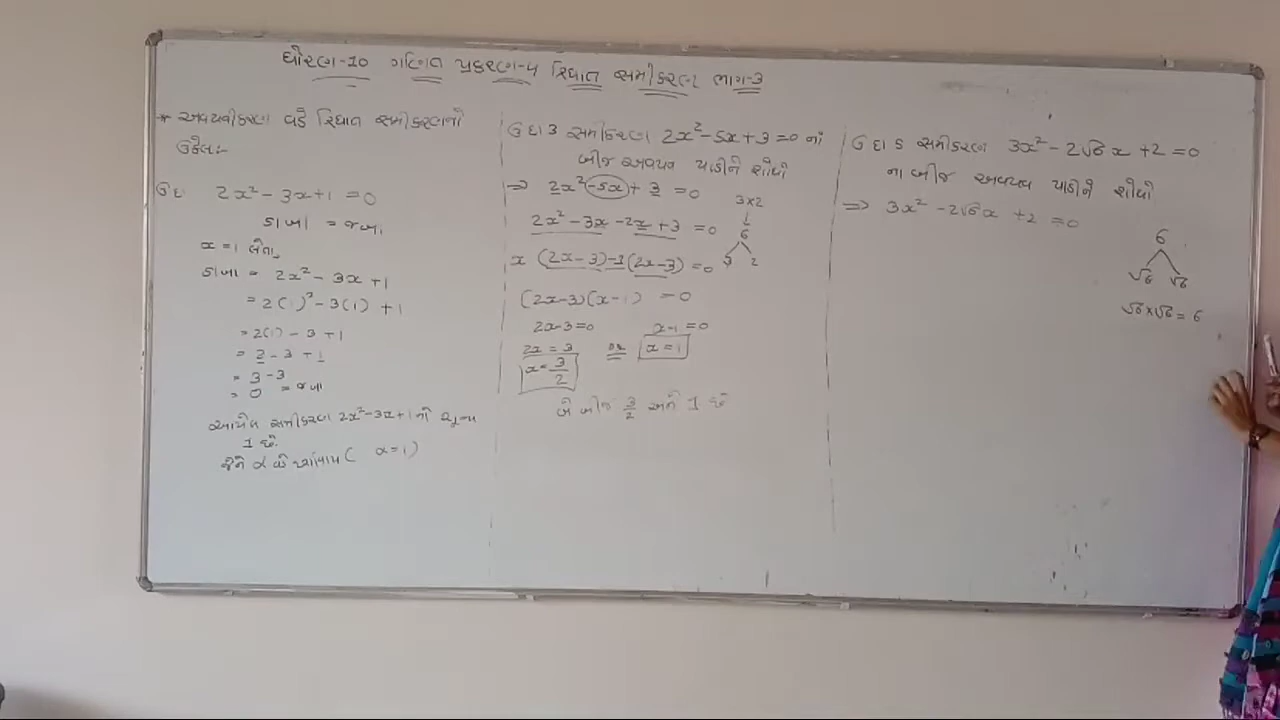 ધોરણ-10 ગણિત પ્રકરણ-4 દ્વિઘાત સમીકરણ ભાગ-3
* અવયવીકરણ વડે દ્વિઘાત સમીકરણનો
ઉકેલ:-
ઉદા 2x² - 3x + 1 = 0
ડાબા = જબા
x = 1 લેતા,
ડાબા = 2x² - 3x + 1
= 2(1)² - 3(1) + 1
= 2(1) - 3 + 1
= 2 - 3 + 1
= 3 - 3
= 0 = જબા
આપેલ સમીકરણ 2x² - 3x + 1 નો શૂન્ય
1 છે.
જેને α વડે (α = 1)
ઉદા 3 સમીકરણ 2x² - 5x + 3 = 0 નાં
બીજ અવયવ પાડીને શોધો
⇒ 2x² - 5x + 3 = 0
2x² - 3x - 2x + 3 = 0
x (2x - 3) - 1 (2x - 3) = 0
(2x - 3) (x - 1) = 0
2x - 3 = 0 x - 1 = 0
2x = 3 OR x = 1
x = 3/2
બે બીજ 3/2 અને 1 છે
3 × 2
6
3 2
ઉદા 5 સમીકરણ 3x² - 2√6 x + 2 = 0
ના બીજ અવયવ પાડીને શોધો
⇒ 3x² - 2√6 x + 2 = 0
6
√6 √6
√6 × √6 = 6